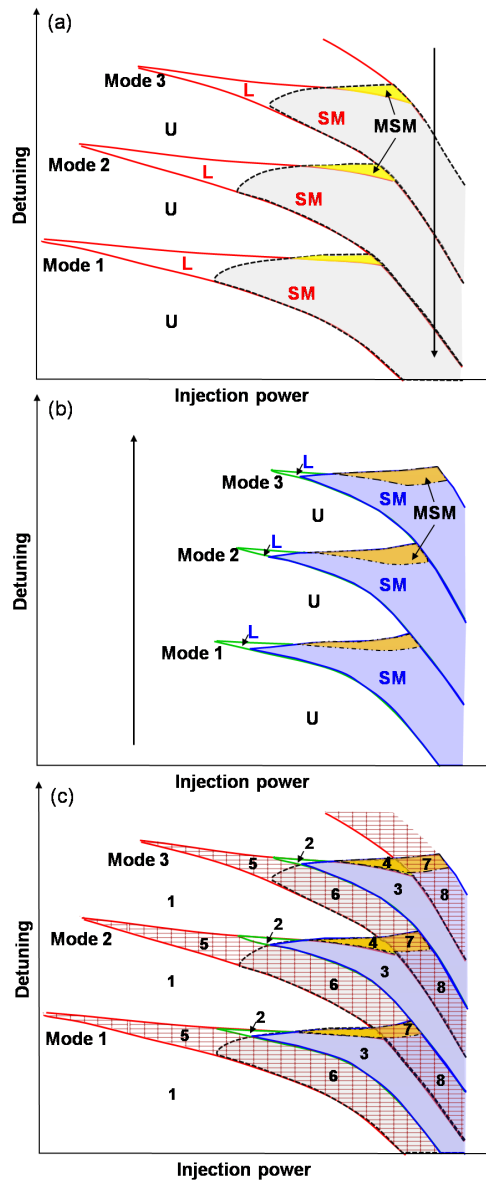 (a)
Mode 3
L
SM
MSM
U
Mode 2
L
SM
U
Mode 1
L
SM
U
Detuning
Injection power
(b)
L
Mode 3
SM
MSM
U
L
Mode 2
SM
U
L
Mode 1
SM
U
Detuning
Injection power
(c)
2
Mode 3
5
4
7
1
6
3
8
2
Mode 2
5
4
7
1
6
3
8
2
Mode 1
5
7
3
6
8
1
Detuning
Injection power